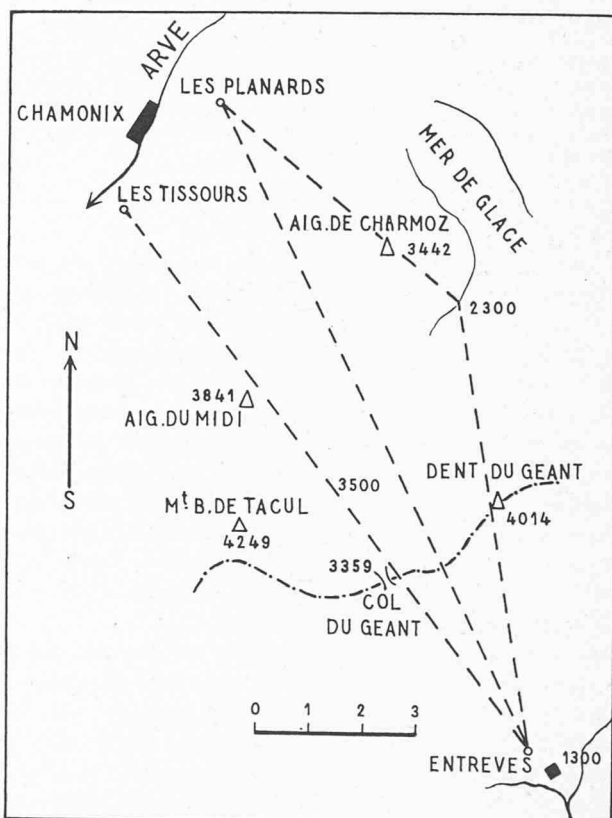 ARVE
LES PLANARDS
CHAMONIX
MER DE GLACE
LES TISSOURS
AIG. DE CHARMOZ
3442
2300
N
3841
AIG. DU MIDI
S
3500
DENT DU GEANT
4014
Mt B. DE TACUL
4249
3359
COL
DU GEANT
0 1 2 3
ENTREVES
1300